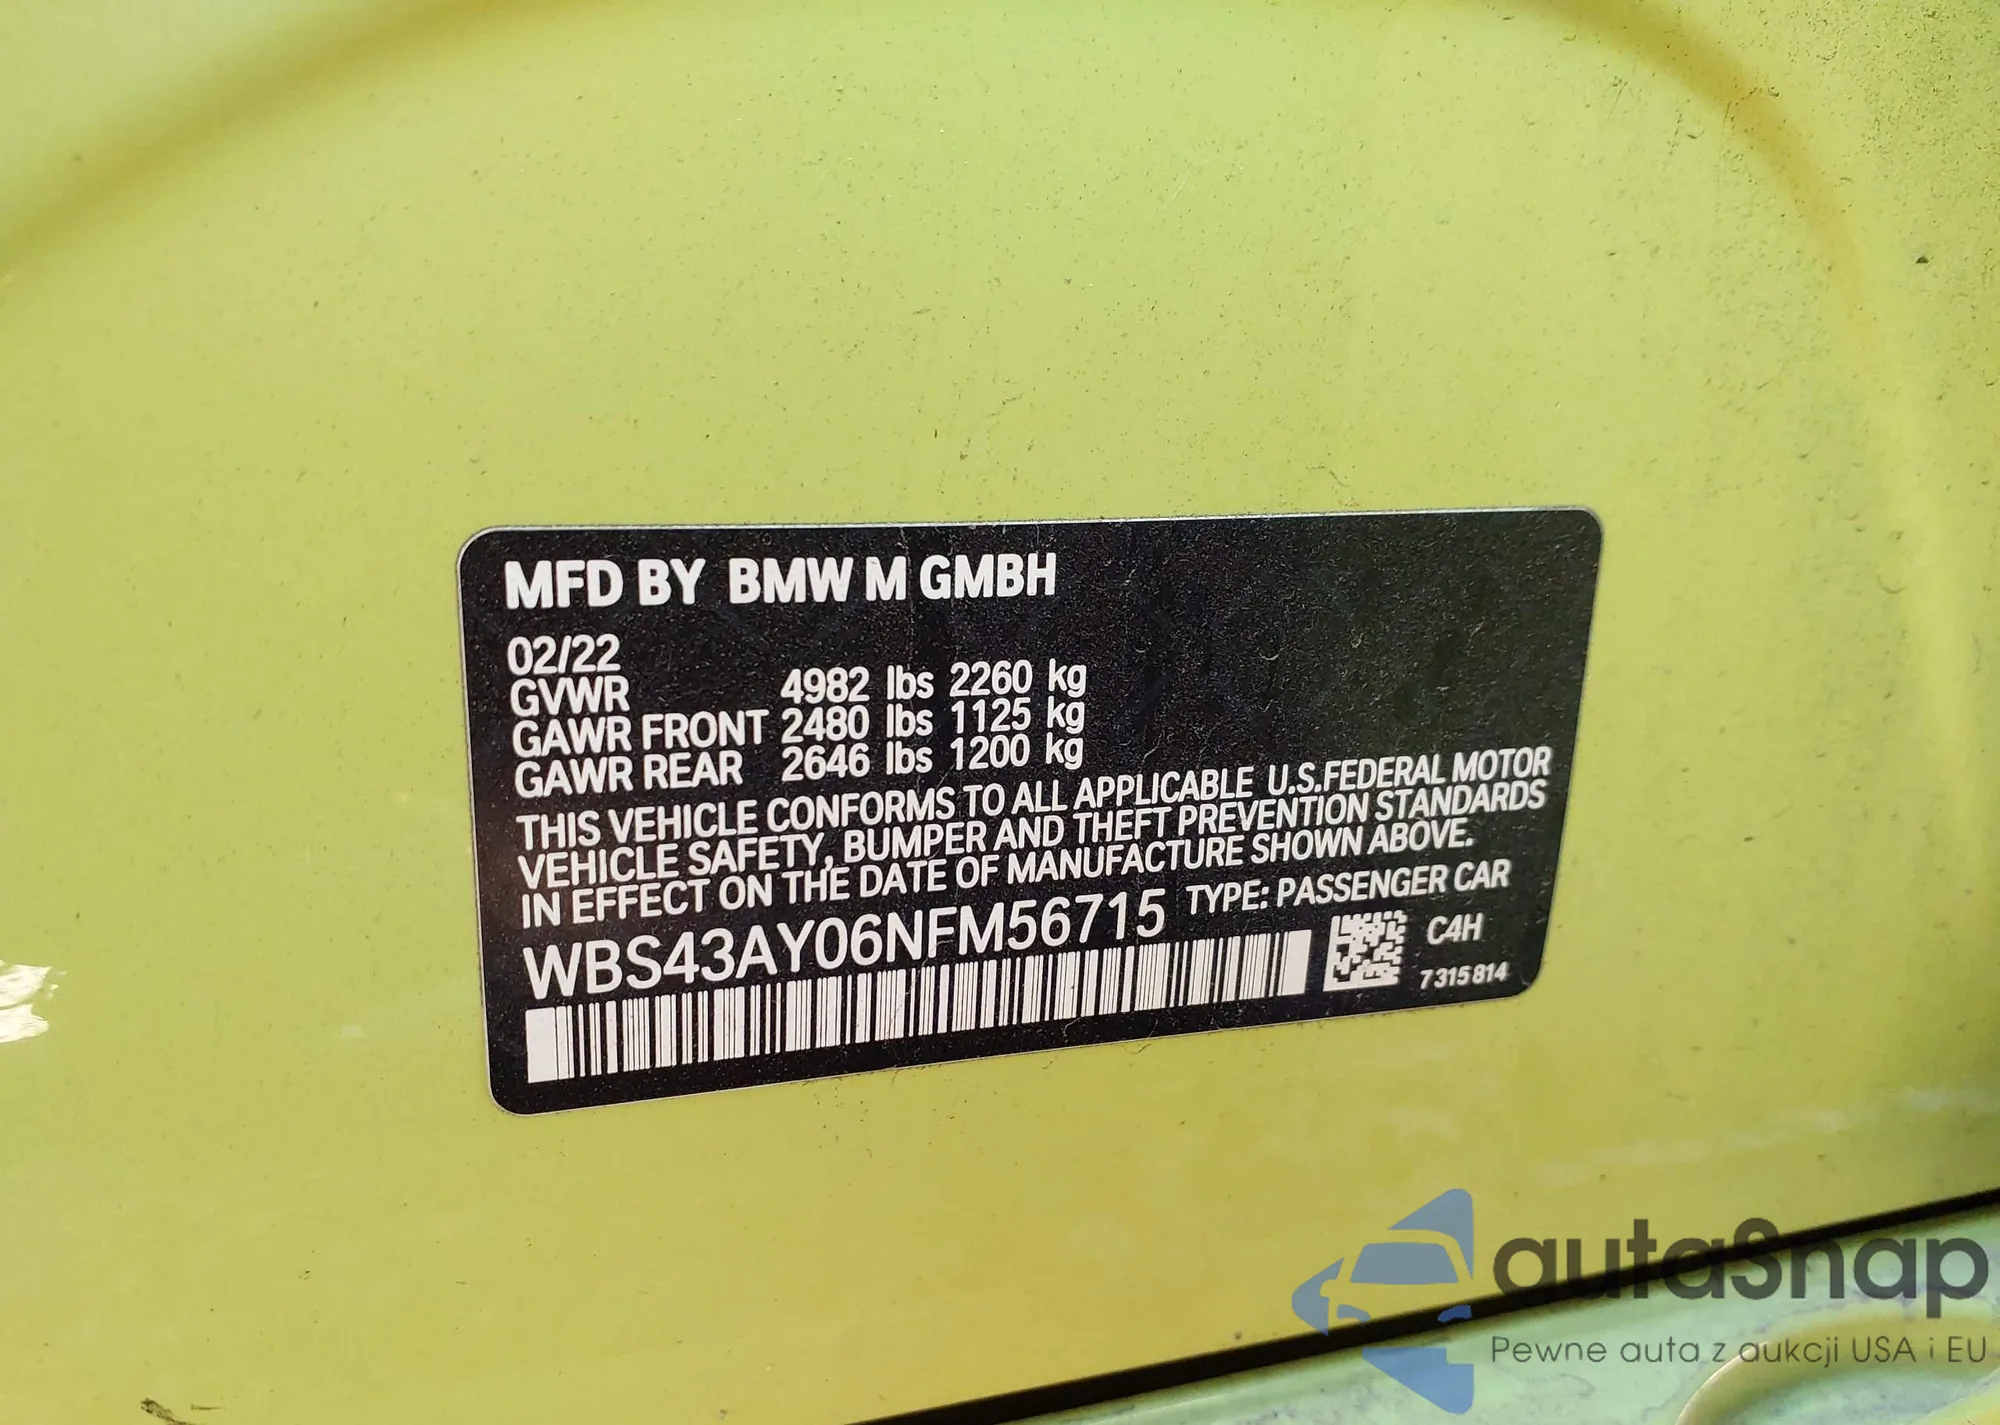 MFD BY BMW M GMBH
02/22
GVWR 4982 lbs 2260 kg
GAWR FRONT 2480 lbs 1125 kg
GAWR REAR 2646 lbs 1200 kg
THIS VEHICLE CONFORMS TO ALL APPLICABLE U.S.FEDERAL MOTOR
VEHICLE SAFETY, BUMPER AND THEFT PREVENTION STANDARDS
IN EFFECT ON THE DATE OF MANUFACTURE SHOWN ABOVE.
WBS43AY06NFM56715 TYPE: PASSENGER CAR
C4H
7315814
autaSnap
Pewne auta z aukcji USA i EU